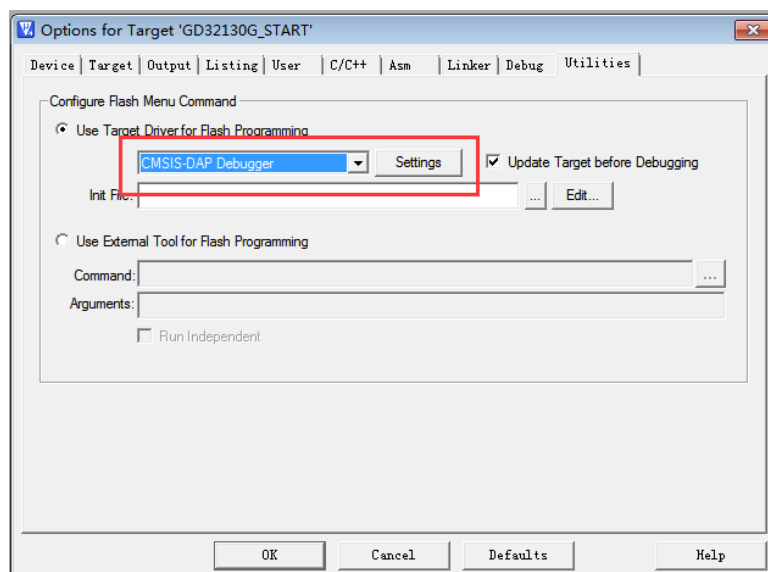 Options for Target 'GD32130G_START'
Device | Target | Output | Listing | User | C/C++ | Asm | Linker | Debug | Utilities
Configure Flash Menu Command
Use Target Driver for Flash Programming
CMSIS-DAP Debugger Settings Update Target before Debugging
Init File: ... Edit...
Use External Tool for Flash Programming
Command: ...
Arguments:
Run Independent
OK Cancel Defaults Help